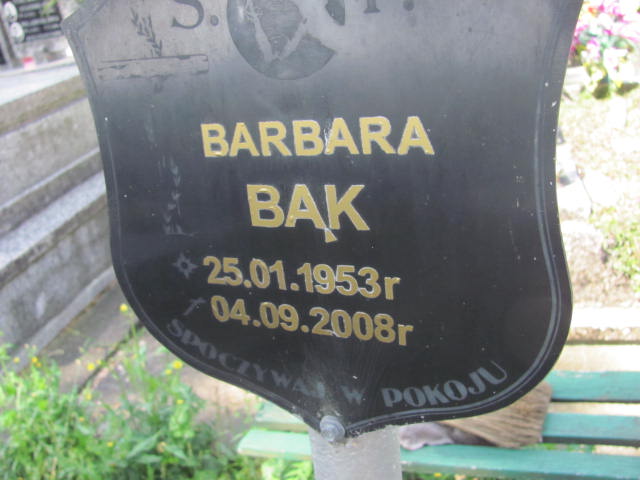 S. P.
BARBARA
BĄK
25.01.1953r
04.09.2008r
SPOCZYWAJ W POKOJU